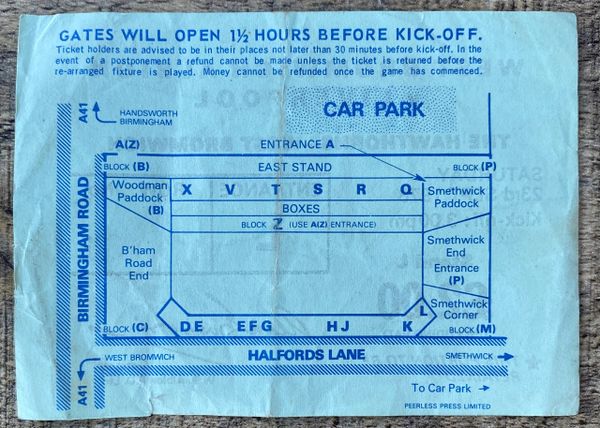 GATES WILL OPEN 1½ HOURS BEFORE KICK-OFF.
Ticket holders are advised to be in their places not later than 30 minutes before kick-off. In the
event of a postponement a refund cannot be made unless the ticket is returned before the
re-arranged fixture is played. Money cannot be refunded once the game has commenced.
A41
HANDSWORTH
BIRMINGHAM
CAR PARK
A(Z)
ENTRANCE A
BLOCK (B)
EAST STAND
BLOCK (P)
Woodman
Paddock
(B)
X V T S R Q
Smethwick
Paddock
BOXES
BLOCK Z (USE A(Z) ENTRANCE)
BIRMINGHAM ROAD
B'ham
Road
End
Smethwick
End
Entrance
(P)
Smethwick
Corner
L
BLOCK (C)
DE EFG HJ K
BLOCK (M)
WEST BROMWICH
HALFORDS LANE
SMETHWICK
A41
To Car Park
PEERLESS PRESS LIMITED